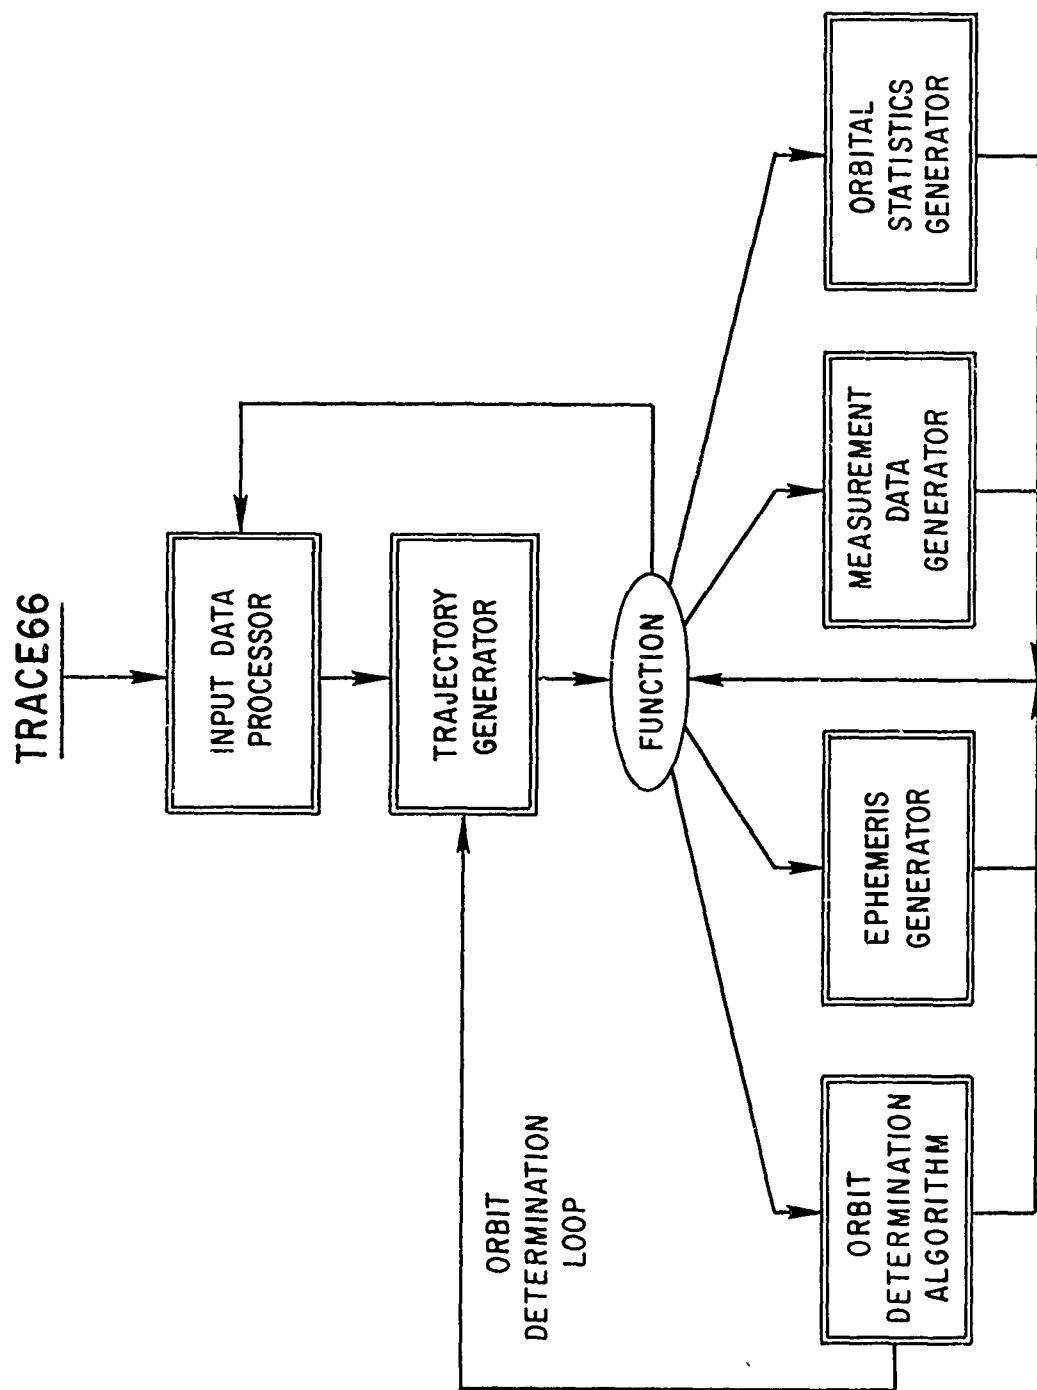 TRACE66
INPUT DATA
PROCESSOR
TRAJECTORY
GENERATOR
FUNCTION
ORBIT
DETERMINATION
LOOP
ORBIT
DETERMINATION
ALGORITHM
EPHEMERIS
GENERATOR
MEASUREMENT
DATA
GENERATOR
ORBITAL
STATISTICS
GENERATOR